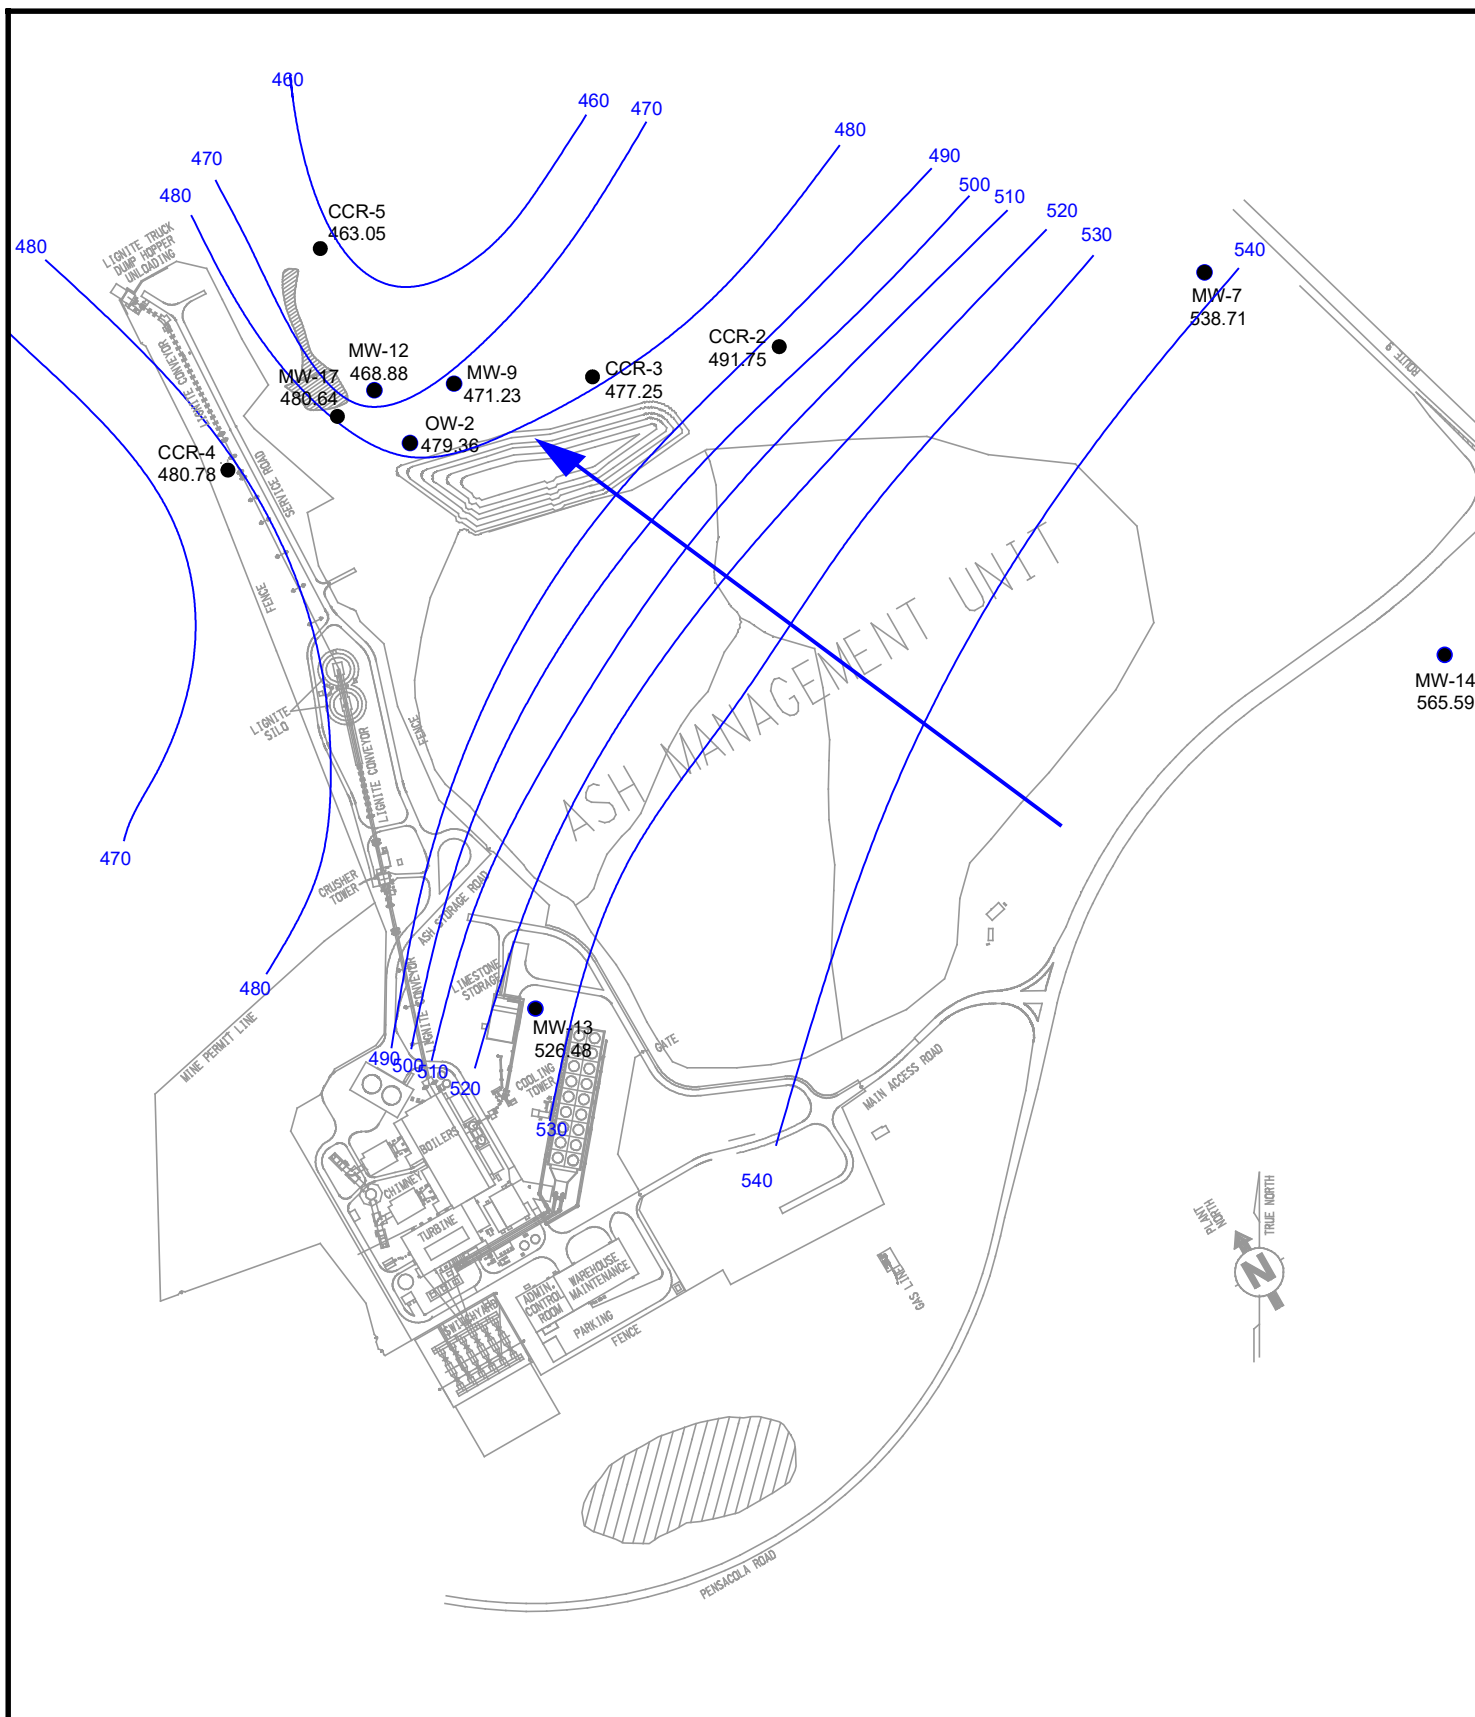 460
460
470
480
490
500
510
520
530
540
470
480
480
CCR-5
463.05
LIGNITE TRUCK
DUMP HOPPER
UNLOADING
MW-7
538.71
ROUTE 9
CCR-2
491.75
MW-12
468.88
MW-9
471.23
CCR-3
477.25
MW-17
480.64
OW-2
479.36
LIGNITE CONVEYOR
SERVICE ROAD
CCR-4
480.78
FENCE
ASH MANAGEMENT UNIT
MW-14
565.59
LIGNITE
SILO
LIGNITE CONVEYOR
FENCE
470
CRUSHER
TOWER
ASH STORAGE ROAD
480
LIGNITE CONVEYOR
LIMESTONE
STORAGE
MINE PERMIT LINE
MW-13
526.48
GATE
490
500
510
520
COOLING
TOWER
MAIN ACCESS ROAD
530
540
BOILERS
CHIMNEY
TURBINE
PLANT
NORTH
TRUE NORTH
N
ADMIN.
CONTROL
ROOM
WAREHOUSE
MAINTENANCE
GAS LINE
SWITCHYARD
PARKING
FENCE
PENSACOLA ROAD